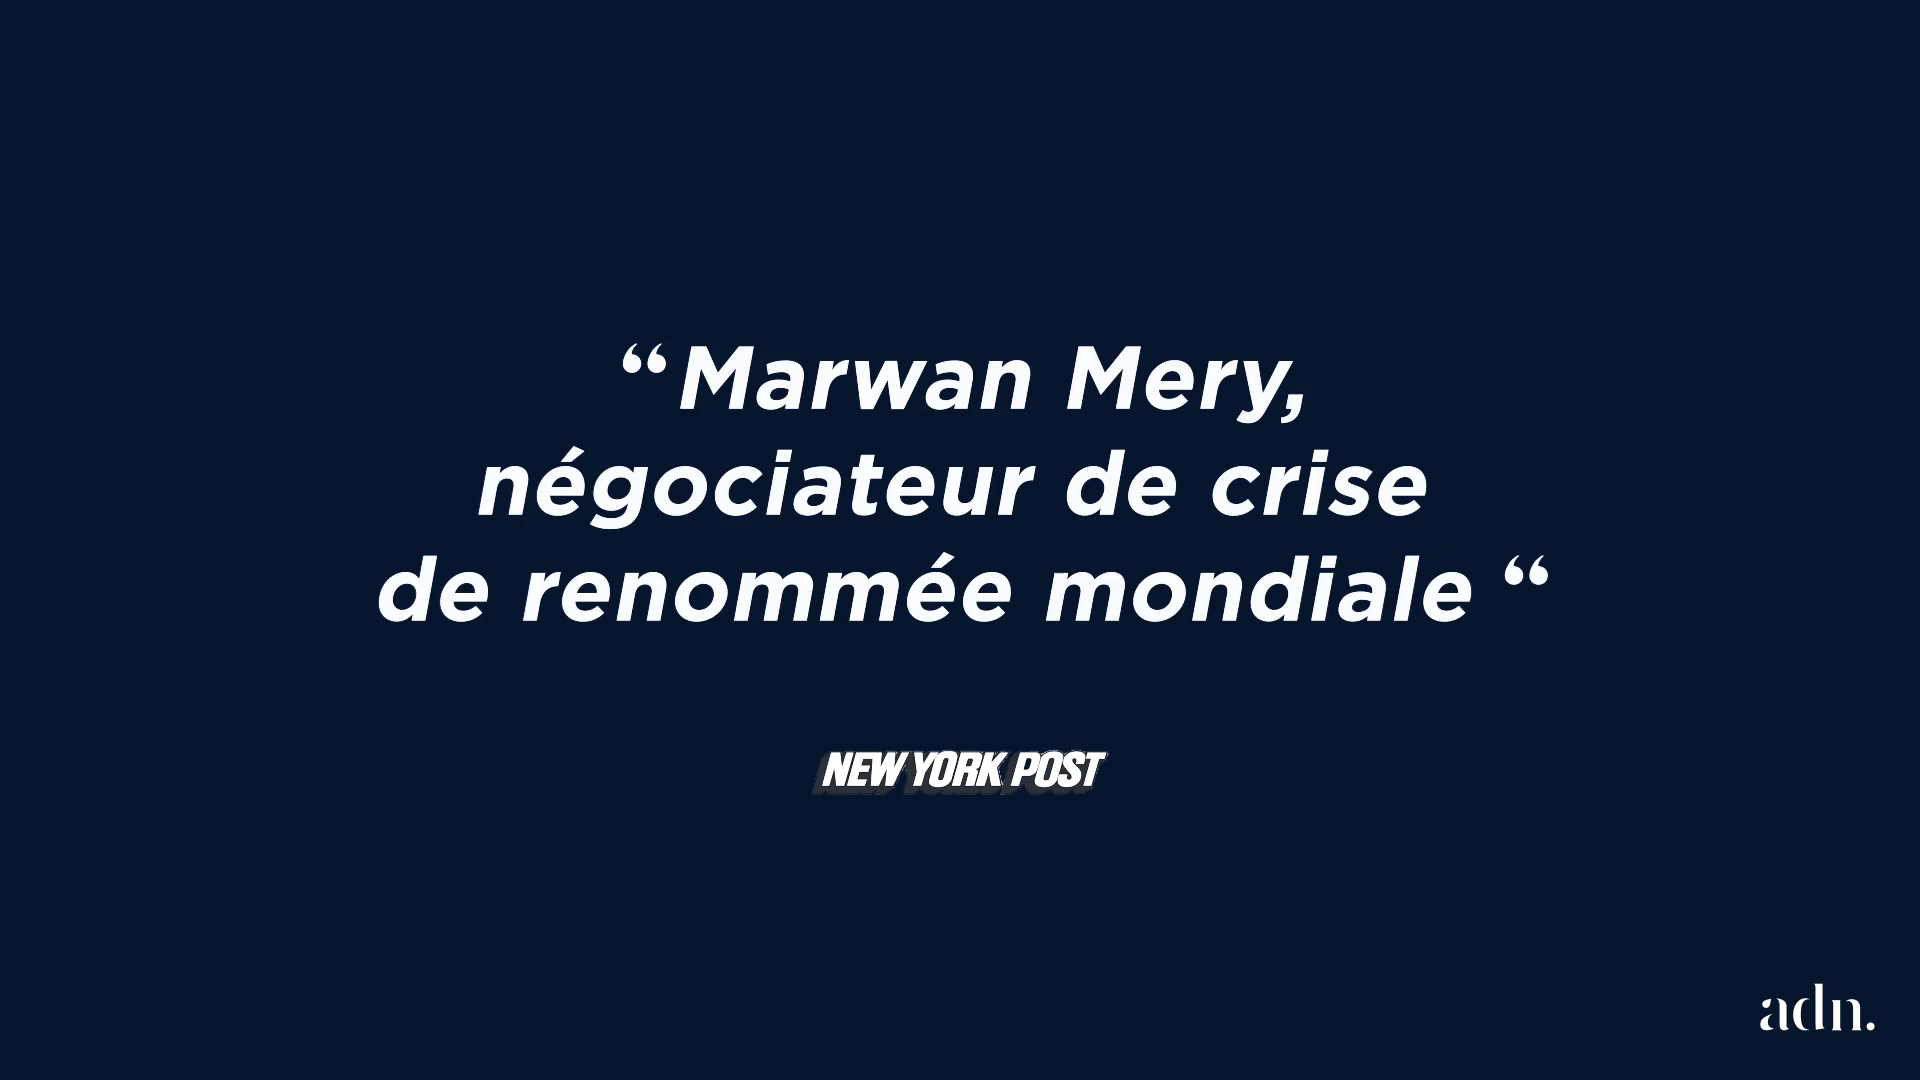 “Marwan Mery,
négociateur de crise
de renommée mondiale “
NEW YORK POST
adn.